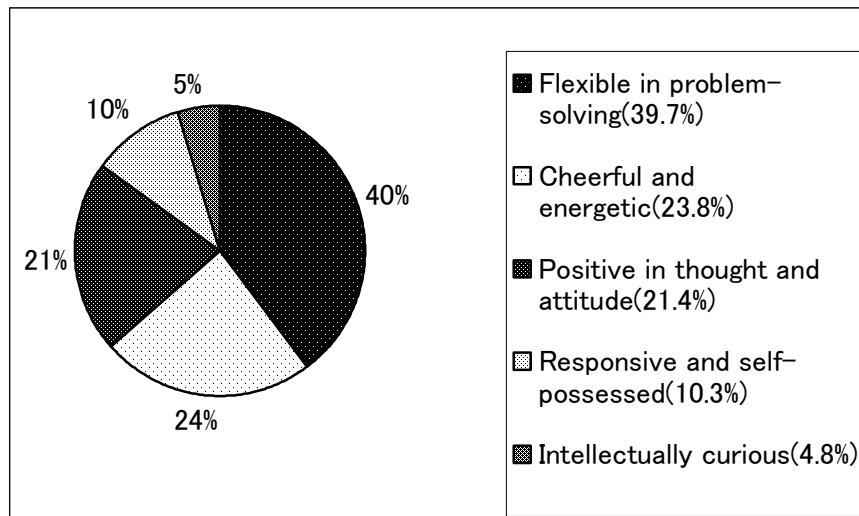 5%
10%
40%
21%
24%
Flexible in problem-
solving(39.7%)
Cheerful and
energetic(23.8%)
Positive in thought and
attitude(21.4%)
Responsive and self-
possessed(10.3%)
Intellectually curious(4.8%)